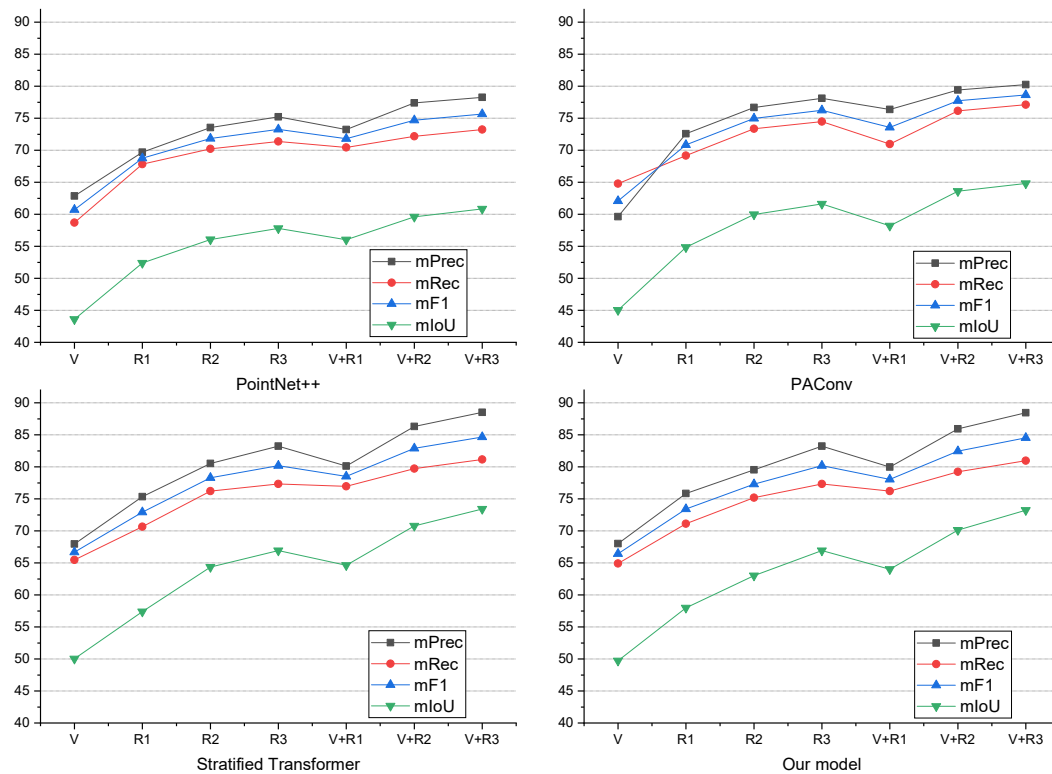 90
85
80
75
70
65
60
55
50
45
40
V R1 R2 R3 V+R1 V+R2 V+R3
mPrec
mRec
mF1
mIoU
PointNet++
90
85
80
75
70
65
60
55
50
45
40
V R1 R2 R3 V+R1 V+R2 V+R3
mPrec
mRec
mF1
mIoU
PAConv
90
85
80
75
70
65
60
55
50
45
40
V R1 R2 R3 V+R1 V+R2 V+R3
mPrec
mRec
mF1
mIoU
Stratified Transformer
90
85
80
75
70
65
60
55
50
45
40
V R1 R2 R3 V+R1 V+R2 V+R3
mPrec
mRec
mF1
mIoU
Our model